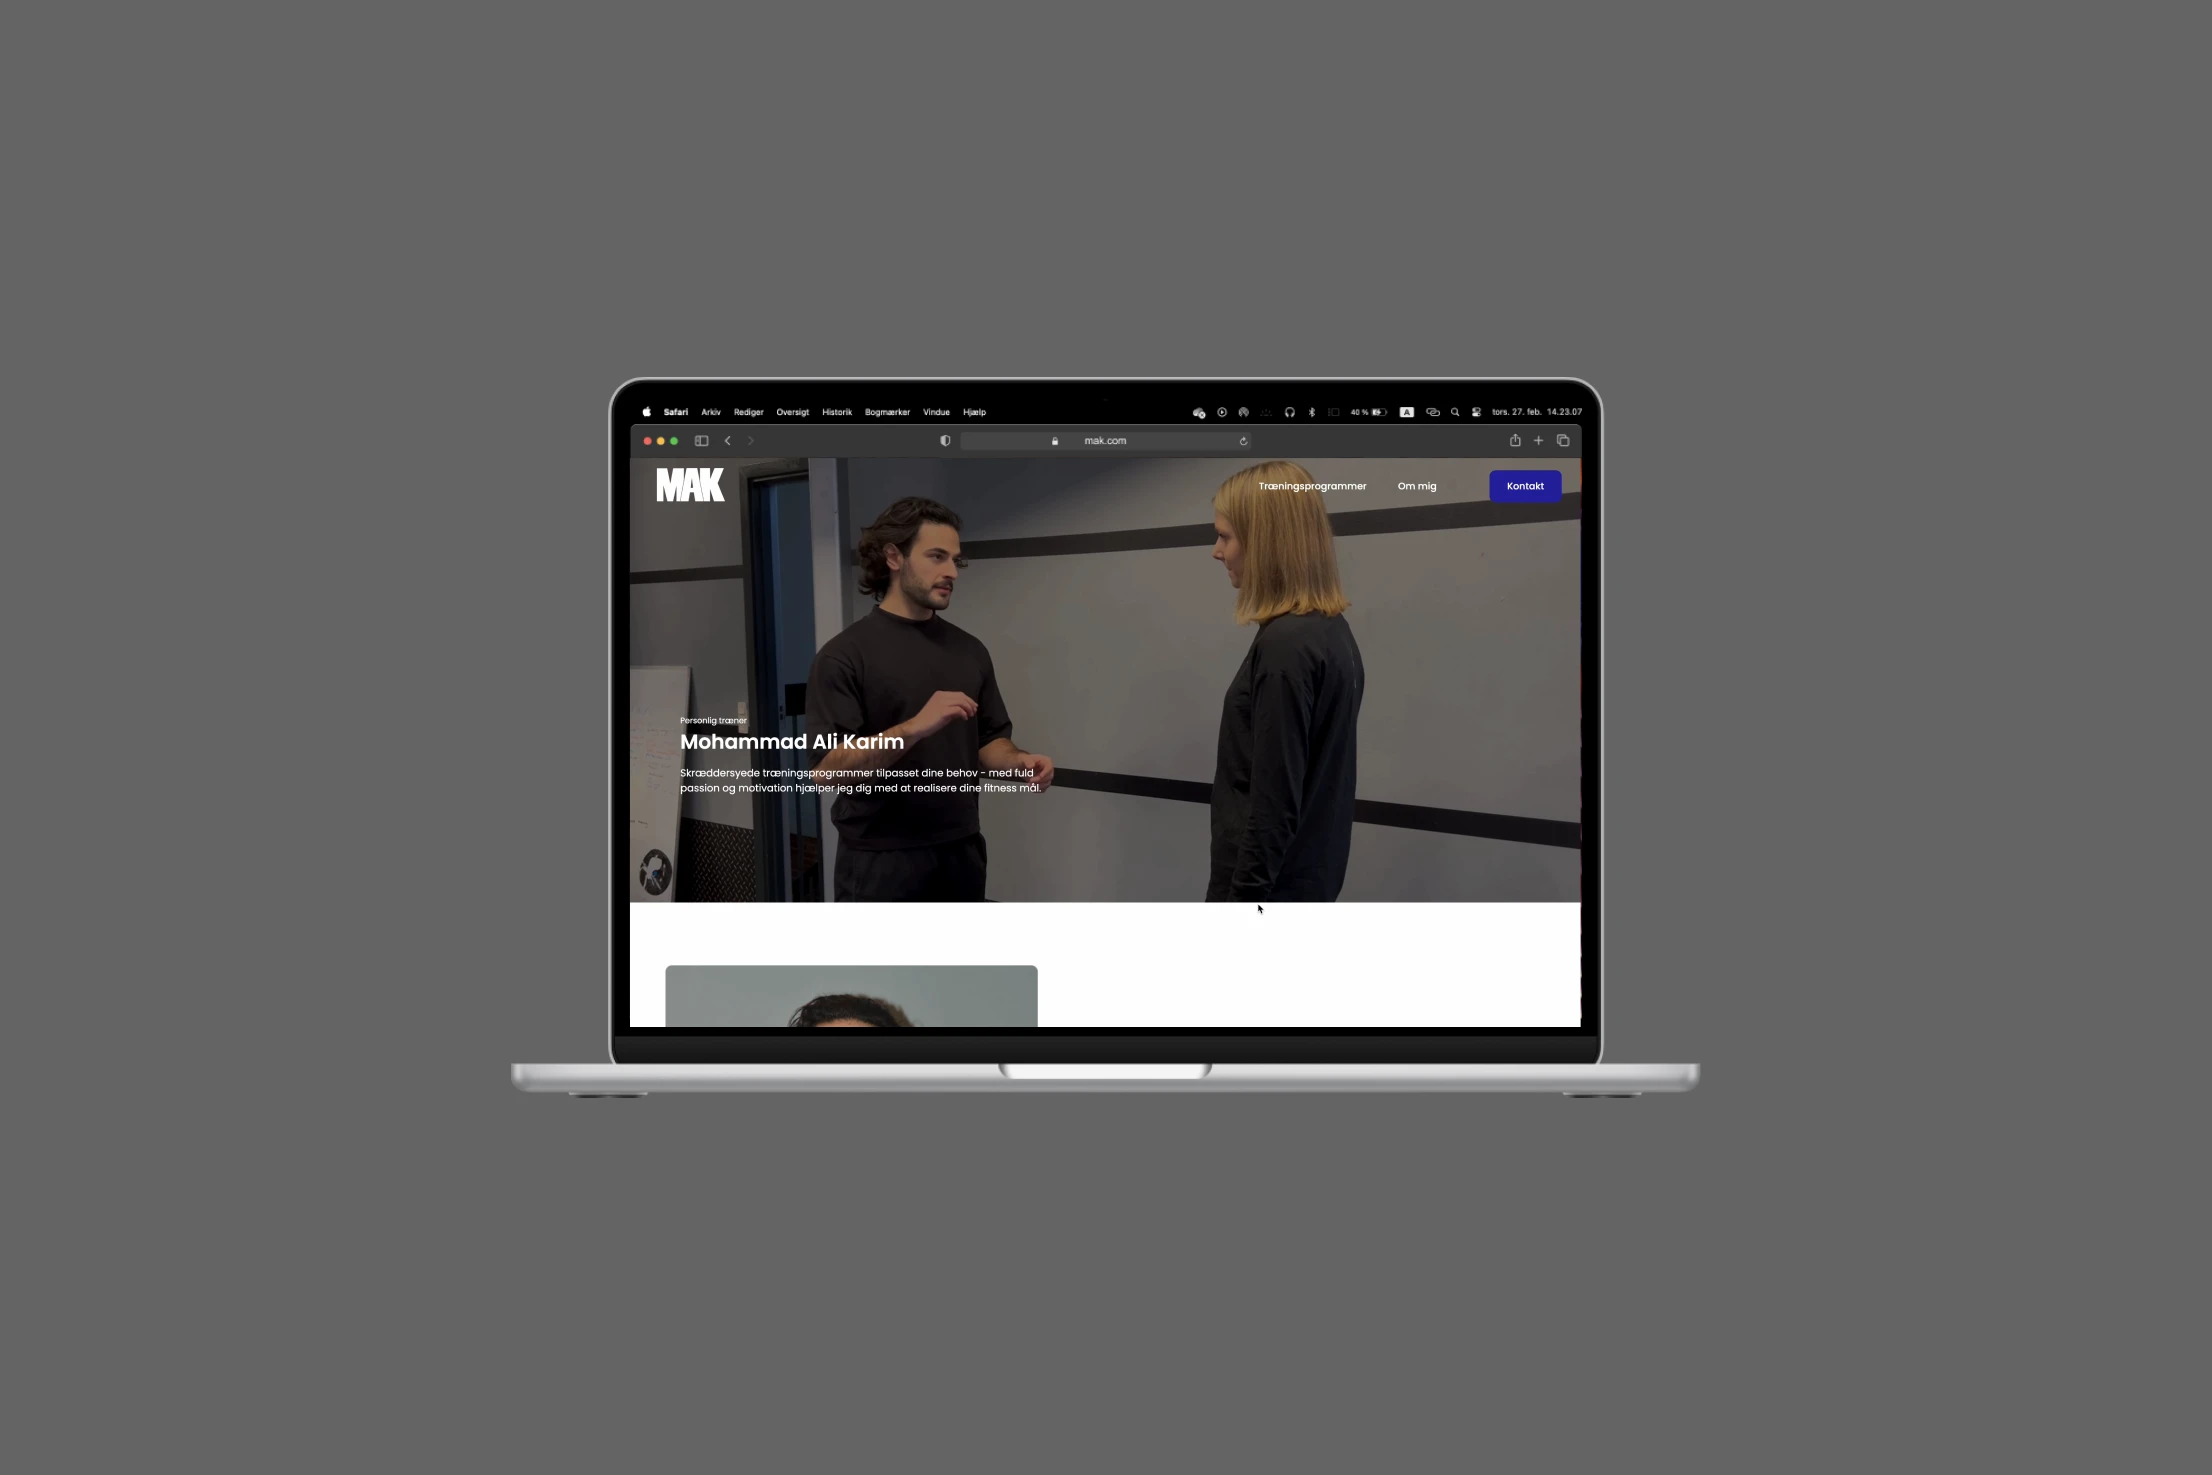 Safari Arkiv Rediger Oversigt Historik Bogmærker Vindue Hjælp 40 % A tors. 27. feb. 14.23.07
mak.com
MAK Træningsprogrammer Om mig Kontakt
Personlig træner
Mohammad Ali Karim
Skræddersyede træningsprogrammer tilpasset dine behov - med fuld
passion og motivation hjælper jeg dig med at realisere dine fitness mål.